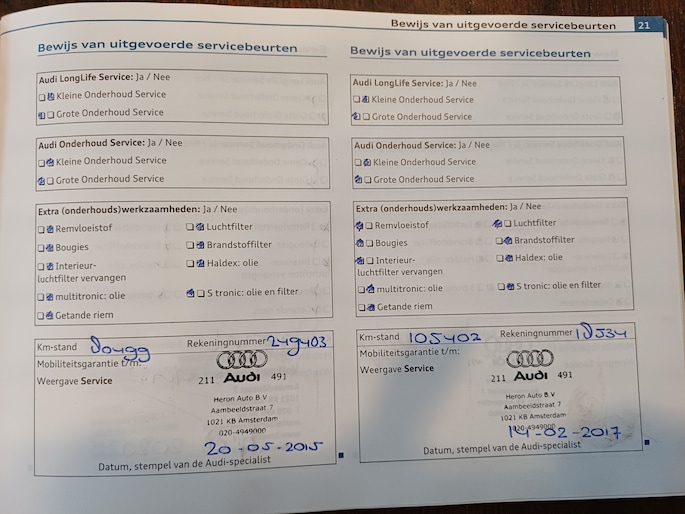 Bewijs van uitgevoerde servicebeurten 21
Bewijs van uitgevoerde servicebeurten
Audi LongLife Service: Ja / Nee
Kleine Onderhoud Service
Grote Onderhoud Service
Audi Onderhoud Service: Ja / Nee
Kleine Onderhoud Service
Grote Onderhoud Service
Extra (onderhouds)werkzaamheden: Ja / Nee
Remvloeistof Luchtfilter
Bougies Brandstoffilter
Interieur- Haldex: olie
luchtfilter vervangen
multitronic: olie S tronic: olie en filter
Getande riem
Km-stand Rekeningnummer 249403
Mobiliteitsgarantie t/m:
Weergave Service 211 Audi 491
Heron Auto B.V
Aambeeldstraat 7
1021 KB Amsterdam
020-4949000
20-05-2015
Datum, stempel van de Audi-specialist
Bewijs van uitgevoerde servicebeurten
Audi LongLife Service: Ja / Nee
Kleine Onderhoud Service
Grote Onderhoud Service
Audi Onderhoud Service: Ja / Nee
Kleine Onderhoud Service
Grote Onderhoud Service
Extra (onderhouds)werkzaamheden: Ja / Nee
Remvloeistof Luchtfilter
Bougies Brandstoffilter
Interieur- Haldex: olie
luchtfilter vervangen
multitronic: olie S tronic: olie en filter
Getande riem
Km-stand 105402 Rekeningnummer
Mobiliteitsgarantie t/m:
Weergave Service 211 Audi 491
Heron Auto B.V
Aambeeldstraat 7
1021 KB Amsterdam
020-4949000
14-02-2017
Datum, stempel van de Audi-specialist